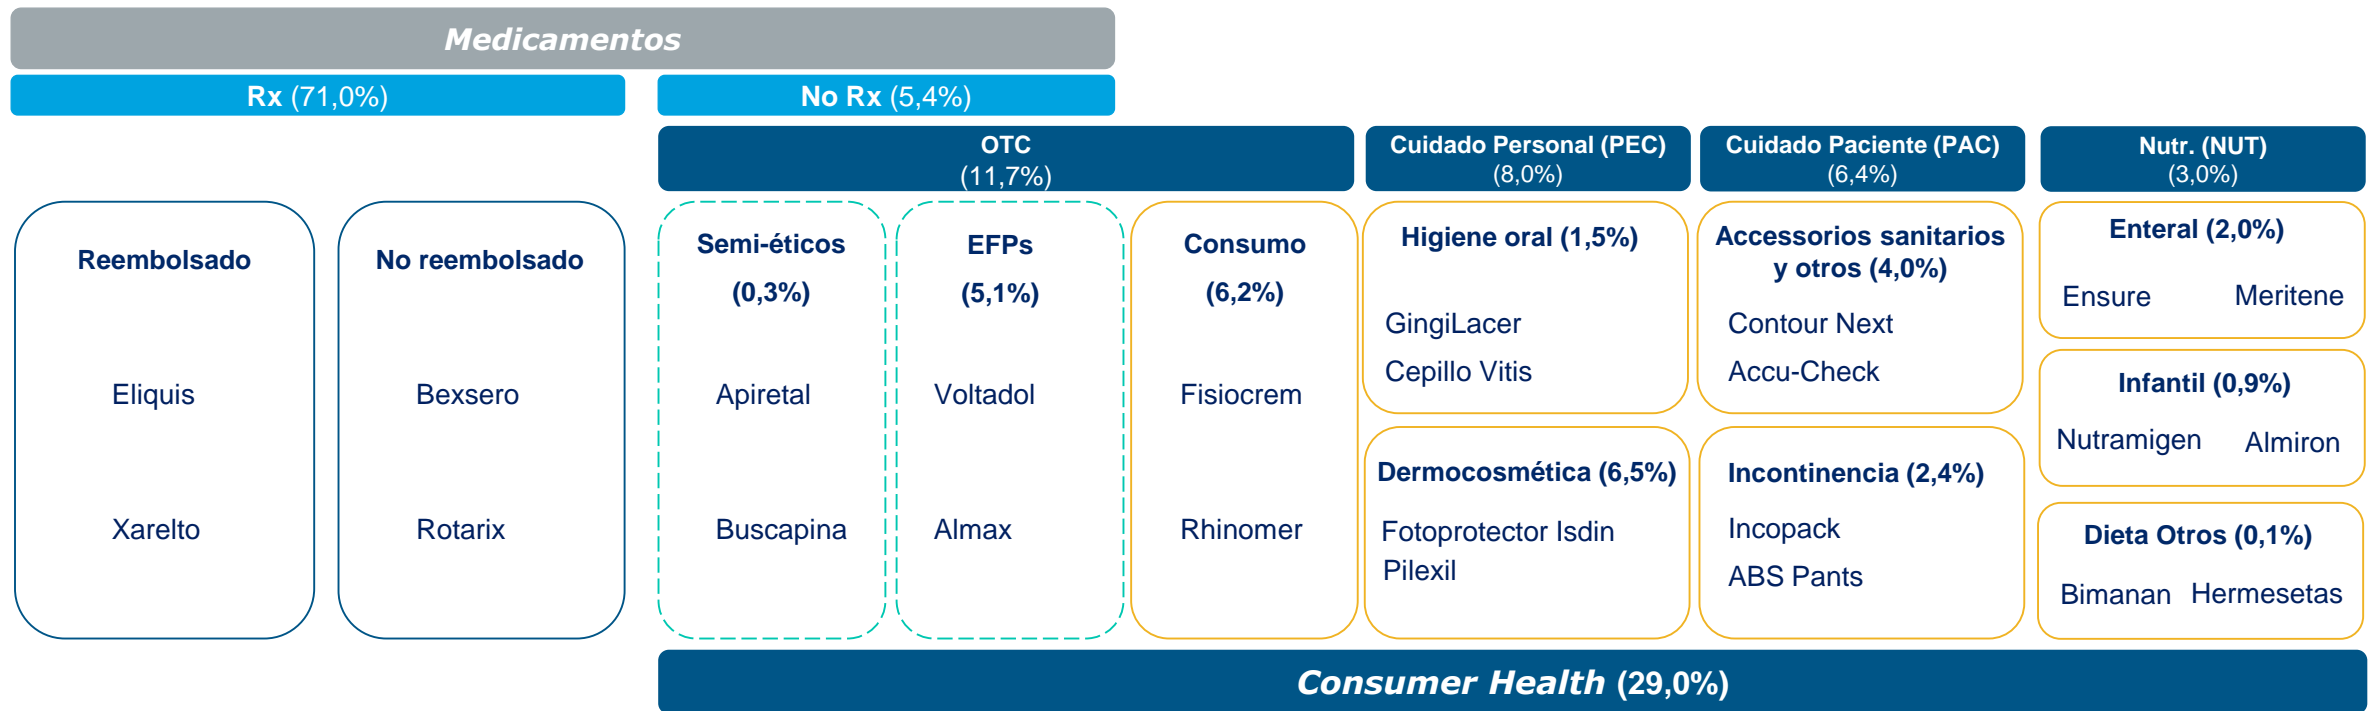 Medicamentos
Rx (71,0%)
No Rx (5,4%)
OTC
(11,7%)
Cuidado Personal (PEC)
(8,0%)
Cuidado Paciente (PAC)
(6,4%)
Nutr. (NUT)
(3,0%)
Reembolsado
Eliquis
Xarelto
No reembolsado
Bexsero
Rotarix
Semi-éticos
(0,3%)
Apiretal
Buscapina
EFPs
(5,1%)
Voltadol
Almax
Consumo
(6,2%)
Fisiocrem
Rhinomer
Higiene oral (1,5%)
GingiLacer
Cepillo Vitis
Dermocosmética (6,5%)
Fotoprotector Isdin
Pilexil
Accessorios sanitarios
y otros (4,0%)
Contour Next
Accu-Check
Incontinencia (2,4%)
Incopack
ABS Pants
Enteral (2,0%)
Ensure Meritene
Infantil (0,9%)
Nutramigen Almiron
Dieta Otros (0,1%)
Bimanan Hermesetas
Consumer Health (29,0%)